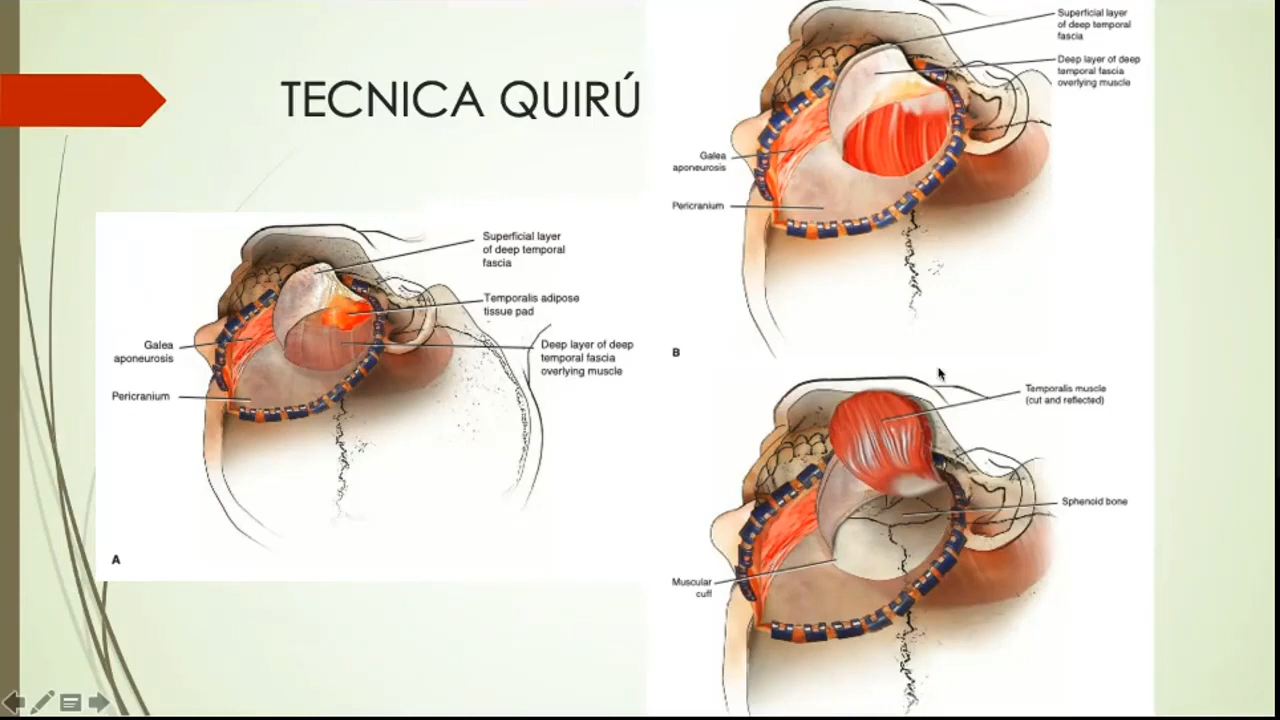 TECNICA QUIRÚ
Superficial layer
of deep temporal
fascia
Temporalis adipose
tissue pad
Deep layer of deep
temporal fascia
overlying muscle
Galea
aponeurosis
Pericranium
A
Superficial layer
of deep temporal
fascia
Deep layer of deep
temporal fascia
overlying muscle
Galea
aponeurosis
Pericranium
B
Temporalis muscle
(cut and reflected)
Sphenoid bone
Muscular
cuff